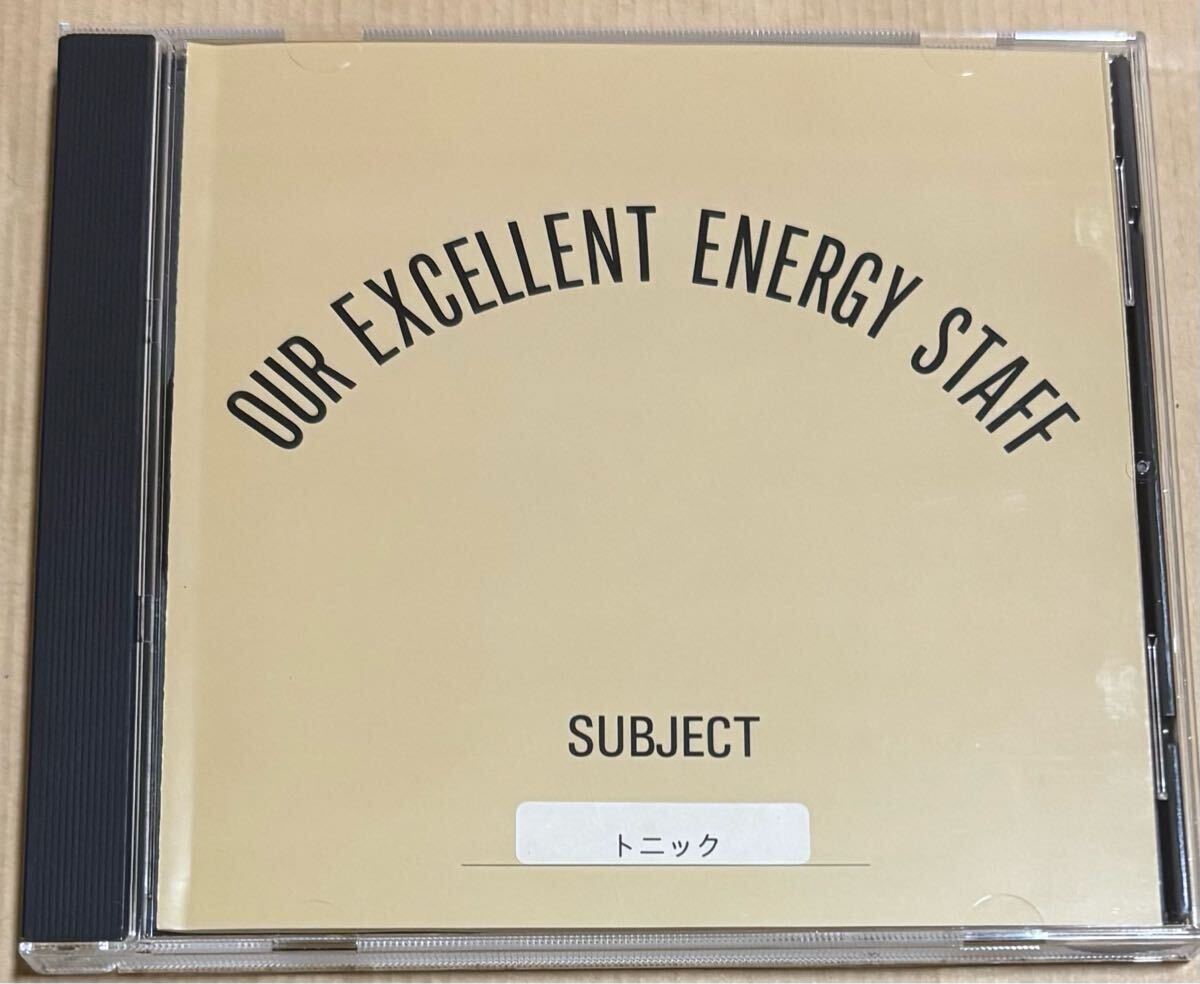 OUR EXCELLENT ENERGY STAFF
SUBJECT
トニック